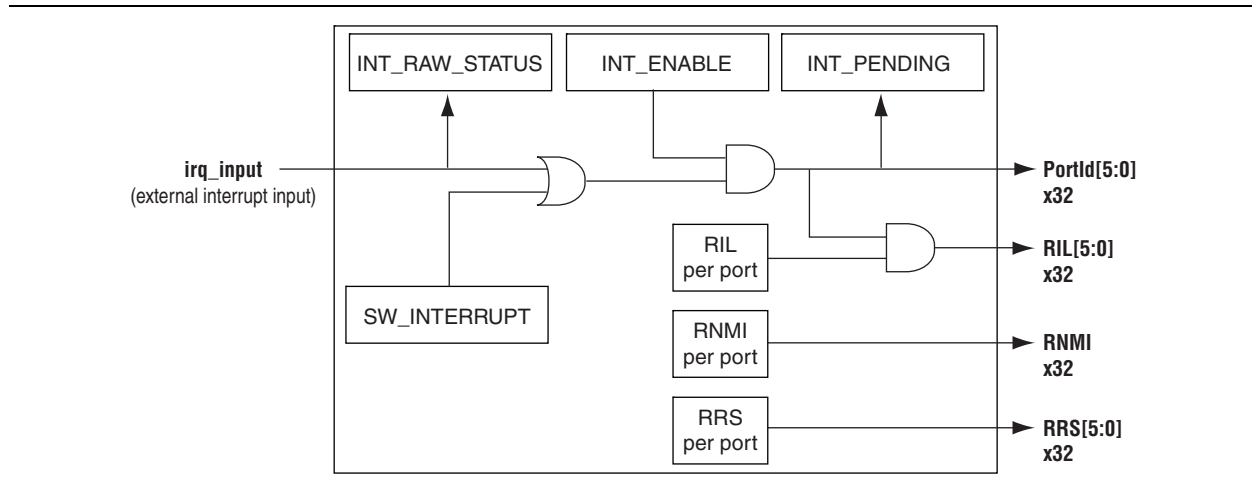 INT_RAW_STATUS
INT_ENABLE
INT_PENDING
irq_input
(external interrupt input)
PortId[5:0]
x32
RIL
per port
RIL[5:0]
x32
SW_INTERRUPT
RNMI
per port
RNMI
x32
RRS
per port
RRS[5:0]
x32